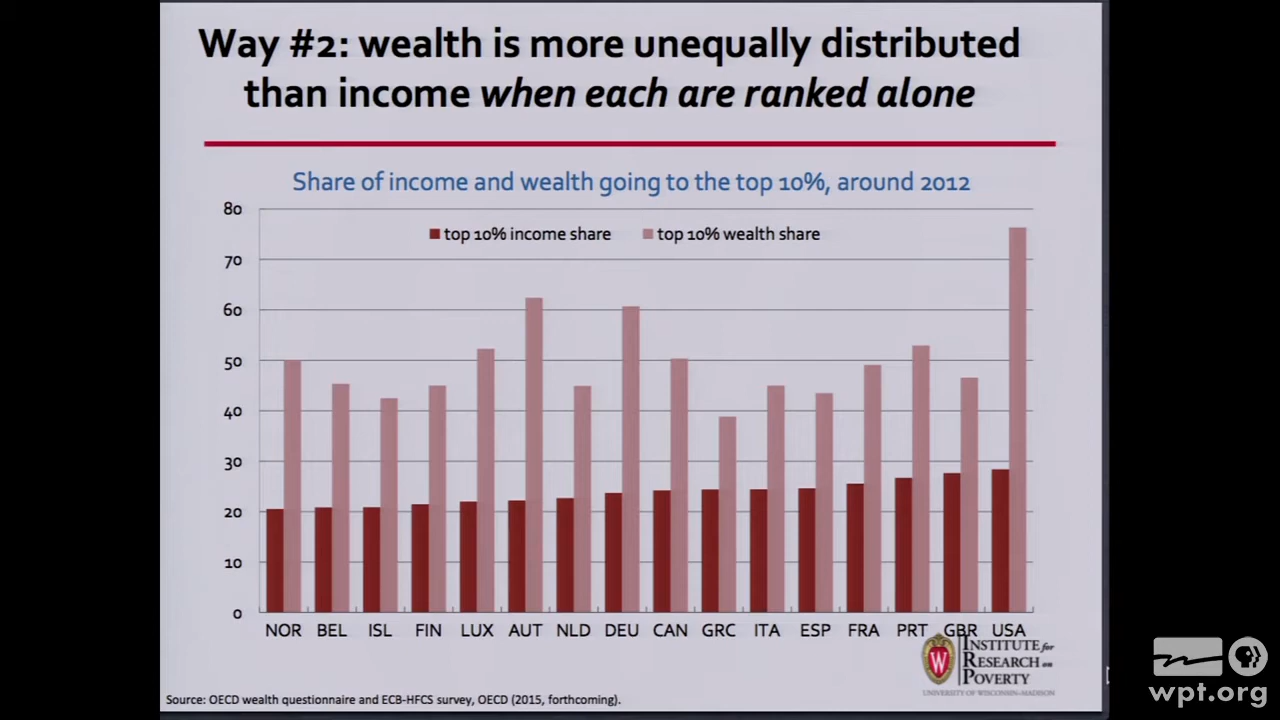 Way #2: wealth is more unequally distributed
than income when each are ranked alone
Share of income and wealth going to the top 10%, around 2012
top 10% income share top 10% wealth share
80
70
60
50
40
30
20
10
0
NOR BEL ISL FIN LUX AUT NLD DEU CAN GRC ITA ESP FRA PRT GBR USA
INSTITUTE for
RESEARCH on
POVERTY
UNIVERSITY OF WISCONSIN-MADISON
Source: OECD wealth questionnaire and ECB-HFCS survey, OECD (2015, forthcoming).
PBS
wpt.org